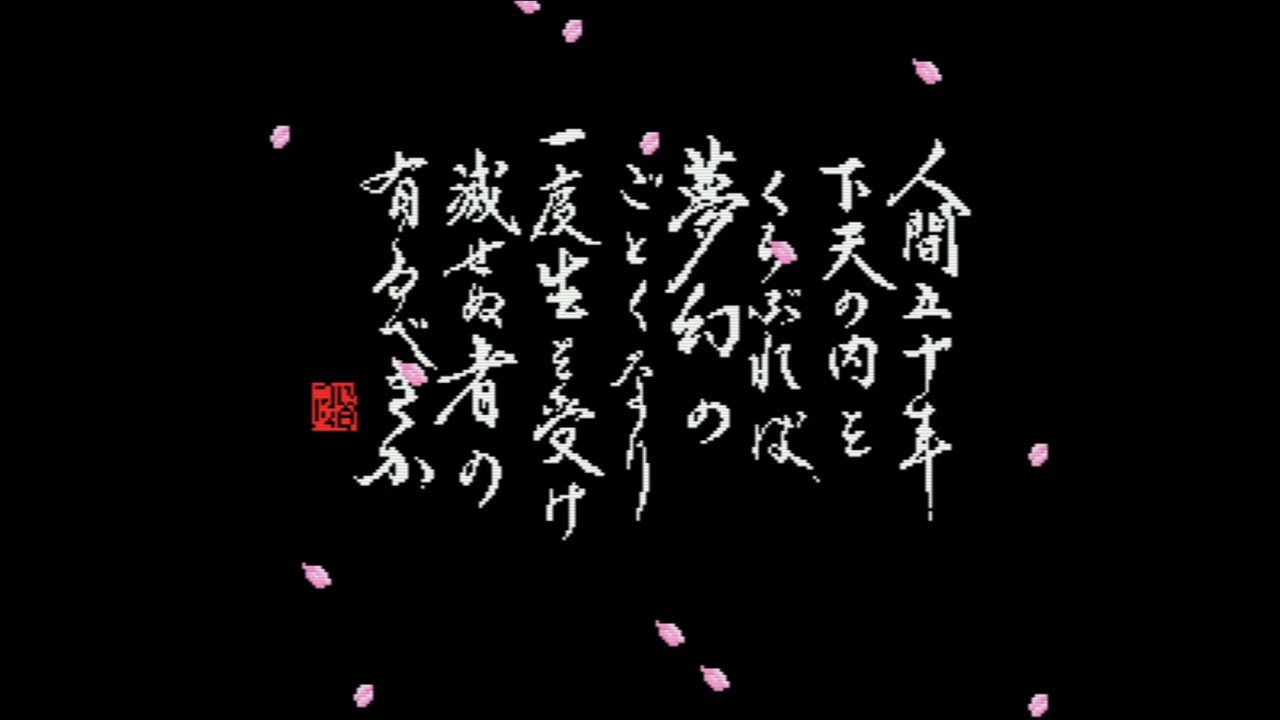 人間五十年
下天の内を
くらぶれば
夢幻の
ごとくなり
一度生を受け
滅せぬ者の
有るべきか